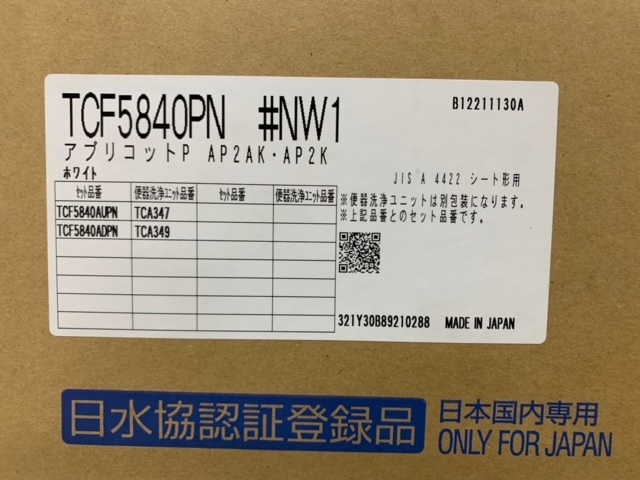 TCF5840PN #NW1
B12211130A
アプリコットP AP2AK・AP2K
ホワイト
JIS A 4422 シート形用
セット品番 便器洗浄ユニット品番 セット品番 便器洗浄ユニット品番
TCF5840AUPN TCA347
TCF5840ADPN TCA349
※便器洗浄ユニットは別包装になります。
※上記品番とのセット品番です。
321Y30B89210288 MADE IN JAPAN
日水協認証登録品
日本国内専用
ONLY FOR JAPAN